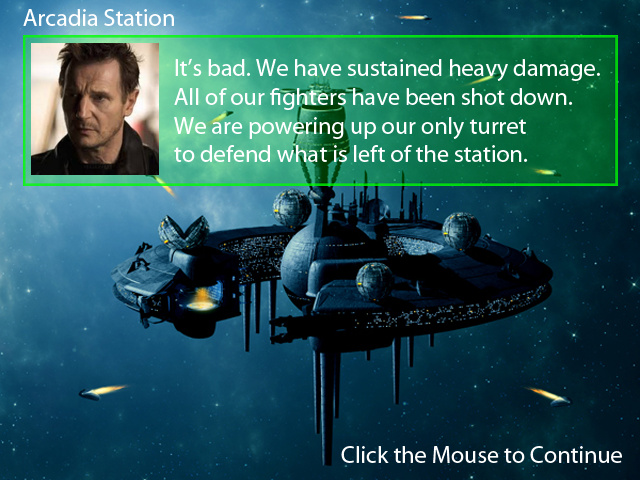 Arcadia Station
It's bad. We have sustained heavy damage.
All of our fighters have been shot down.
We are powering up our only turret
to defend what is left of the station.
Click the Mouse to Continue